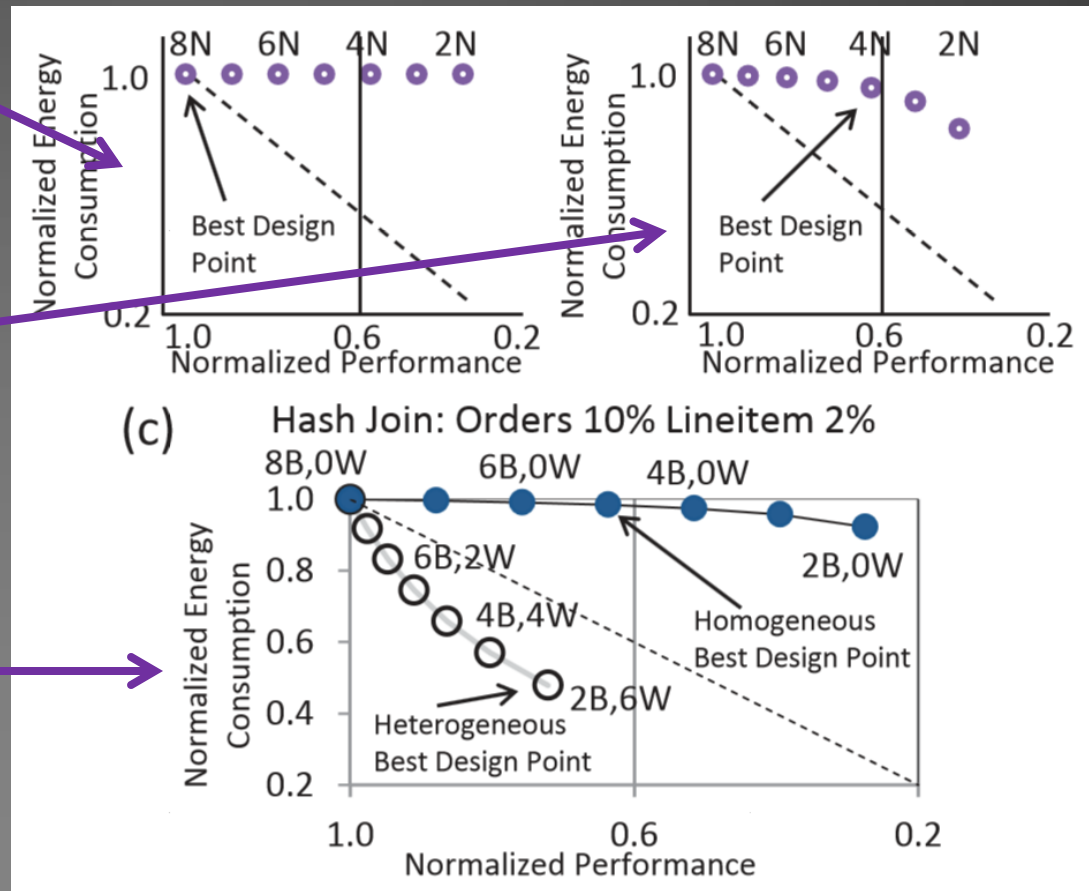 8N 6N 4N 2N
1.0
0.2
Normalized Energy
Consumption
Best Design
Point
1.0 0.6 0.2
Normalized Performance
8N 6N 4N 2N
1.0
0.2
Normalized Energy
Consumption
Best Design
Point
1.0 0.6 0.2
Normalized Performance
(c) Hash Join: Orders 10% Lineitem 2%
8B,0W 6B,0W 4B,0W
2B,0W
6B,2W
4B,4W
2B,6W
Homogeneous
Best Design Point
Heterogeneous
Best Design Point
1.0
0.8
0.6
0.4
0.2
Normalized Energy
Consumption
1.0 0.6 0.2
Normalized Performance